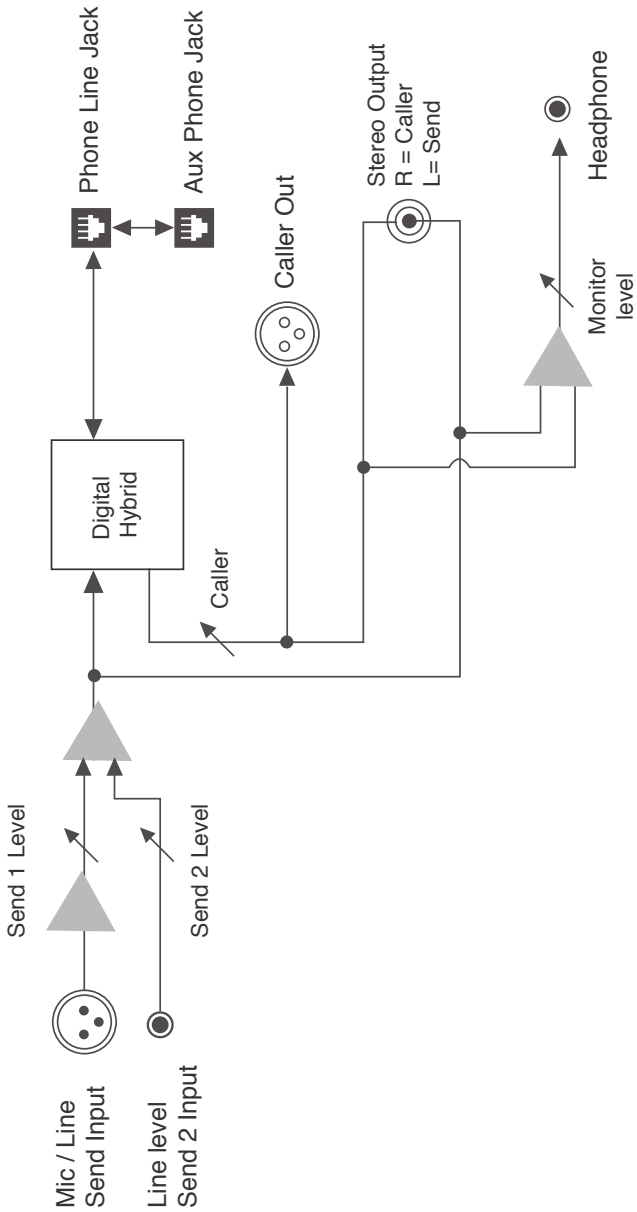 Mic / Line
Send Input
Line level
Send 2 Input
Send 1 Level
Send 2 Level
Digital
Hybrid
Caller
Phone Line Jack
Aux Phone Jack
Caller Out
Stereo Output
R = Caller
L= Send
Monitor
level
Headphone